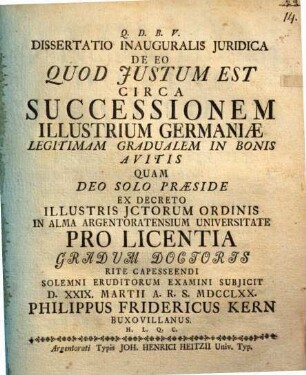 14.
Q. D. B. V.
DISSERTATIO INAUGURALIS JURIDICA
DE EO
QUOD JUSTUM EST
CIRCA
SUCCESSIONEM
ILLUSTRIUM GERMANIÆ
LEGITIMAM GRADUALEM IN BONIS
AVITIS
QUAM
DEO SOLO PRÆSIDE
EX DECRETO
ILLUSTRIS JCTORUM ORDINIS
IN ALMA ARGENTORATENSIUM UNIVERSITATE
PRO LICENTIA
GRADUM DOCTORIS
RITE CAPESSEENDI
SOLEMNI ERUDITORUM EXAMINI SUBJICIT
D. XXIX. MARTII A. R. S. MDCCLXX.
PHILIPPUS FRIDERICUS KERN
BUXOVILLANUS.
H. L. Q. C.
Argentorati Typis JOH. HENRICI HEITZII Univ. Typ.